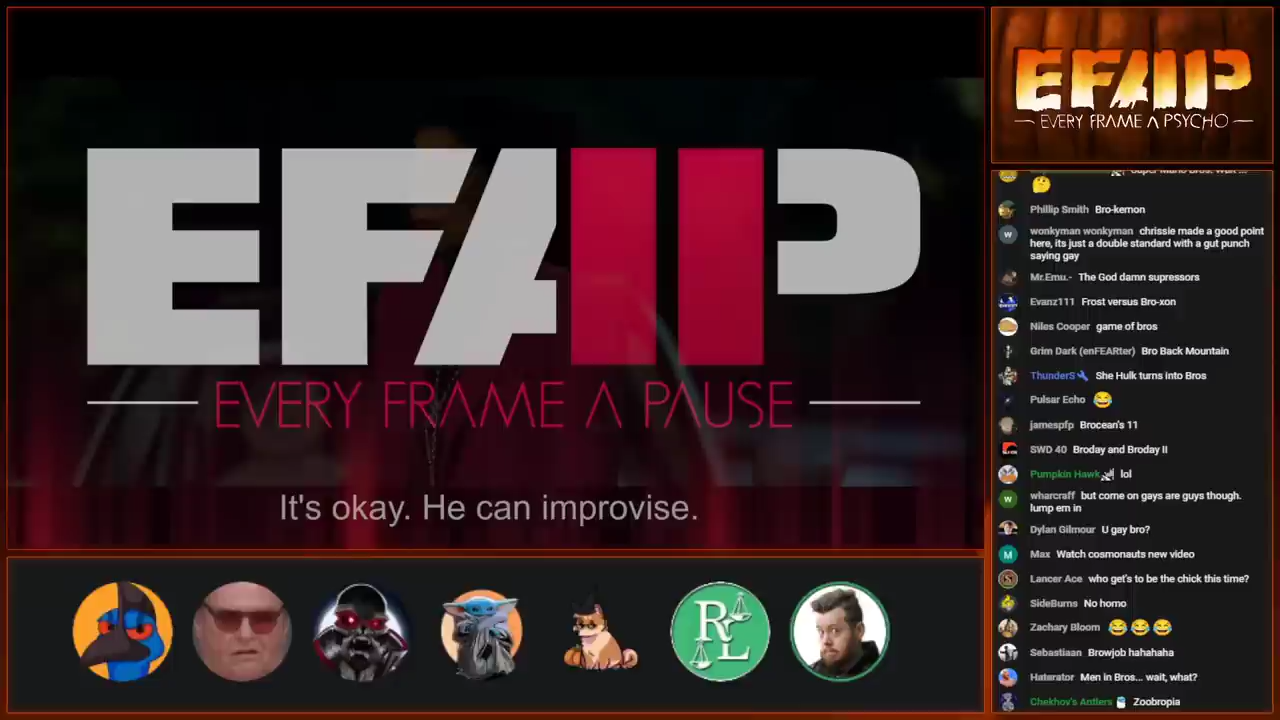 EFAIIP
EVERY FRAME A PAUSE
It's okay. He can improvise.
RL
EFAIIP
EVERY FRAME A PSYCHO
Phillip Smith Bro-kemon
wonkyman wonkyman chrissie made a good point
here, its just a double standard with a gut punch
saying gay
Mr.Emu.- The God damn supressors
Evanz111 Frost versus Bro-xon
Niles Cooper game of bros
Grim Dark (enFEARter) Bro Back Mountain
ThunderS She Hulk turns into Bros
Pulsar Echo 😂
jamespfp Brocean's 11
SWD 40 Broday and Broday II
Pumpkin Hawk lol
wharcraff but come on gays are guys though.
lump em in
Dylan Gilmour U gay bro?
Max Watch cosmonauts new video
Lancer Ace who get's to be the chick this time?
SideBurns No homo
Zachary Bloom 😂 😂 😂
Sebastiaan Browjob hahahaha
Haterator Men in Bros... wait, what?
Chekhov's Antlers Zoobropia